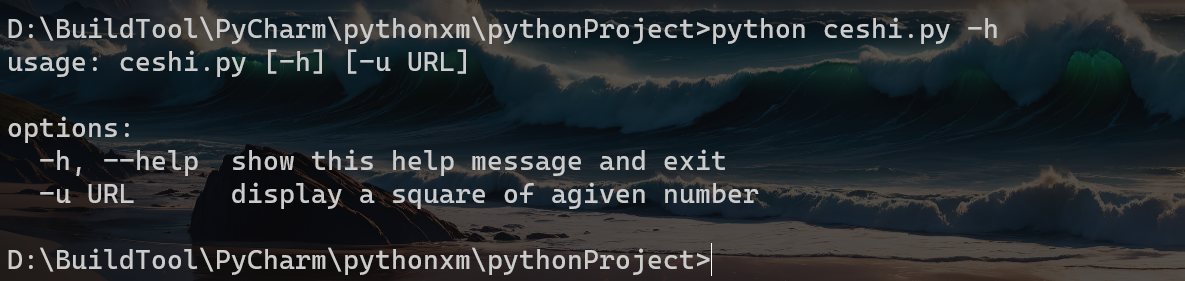 D:\BuildTool\PyCharm\pythonxm\pythonProject>python ceshi.py -h
usage: ceshi.py [-h] [-u URL]
options:
-h, --help  show this help message and exit
-u URL      display a square of agiven number
D:\BuildTool\PyCharm\pythonxm\pythonProject>